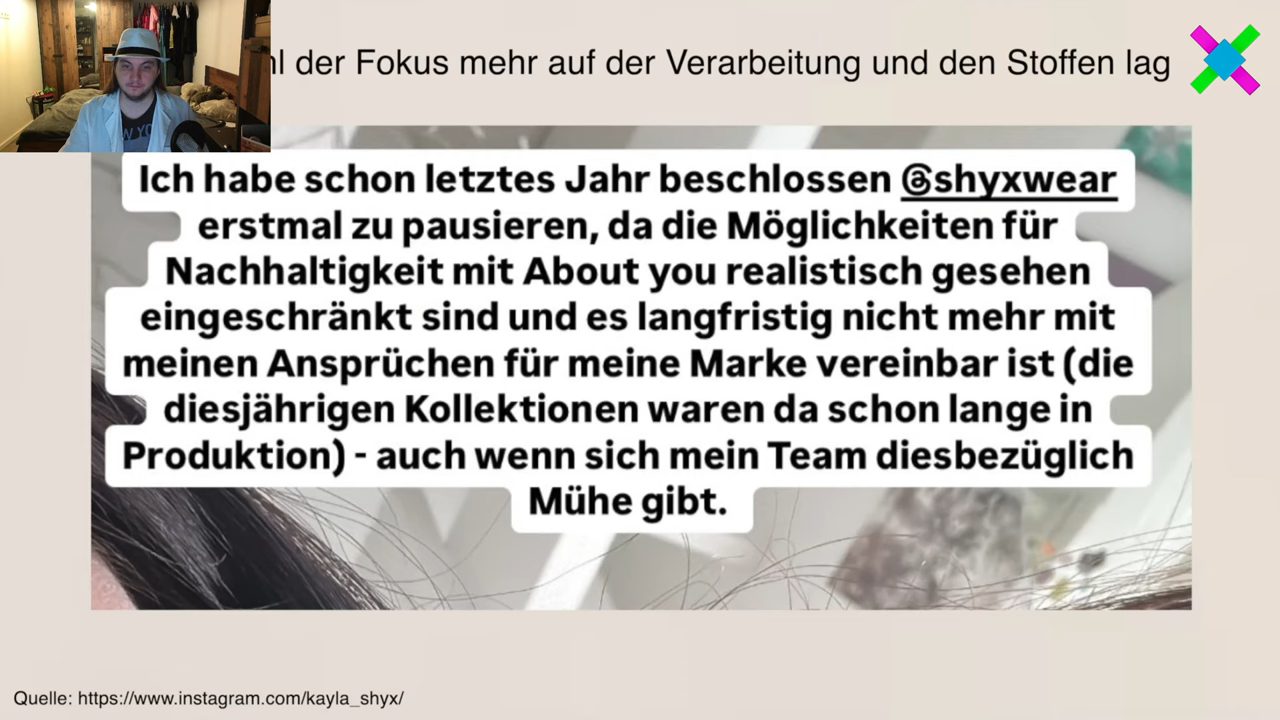 der Fokus mehr auf der Verarbeitung und den Stoffen lag
Ich habe schon letztes Jahr beschlossen @shyxwear
erstmal zu pausieren, da die Möglichkeiten für
Nachhaltigkeit mit About you realistisch gesehen
eingeschränkt sind und es langfristig nicht mehr mit
meinen Ansprüchen für meine Marke vereinbar ist (die
diesjährigen Kollektionen waren da schon lange in
Produktion) - auch wenn sich mein Team diesbezüglich
Mühe gibt.
Quelle: https://www.instagram.com/kayla_shyx/